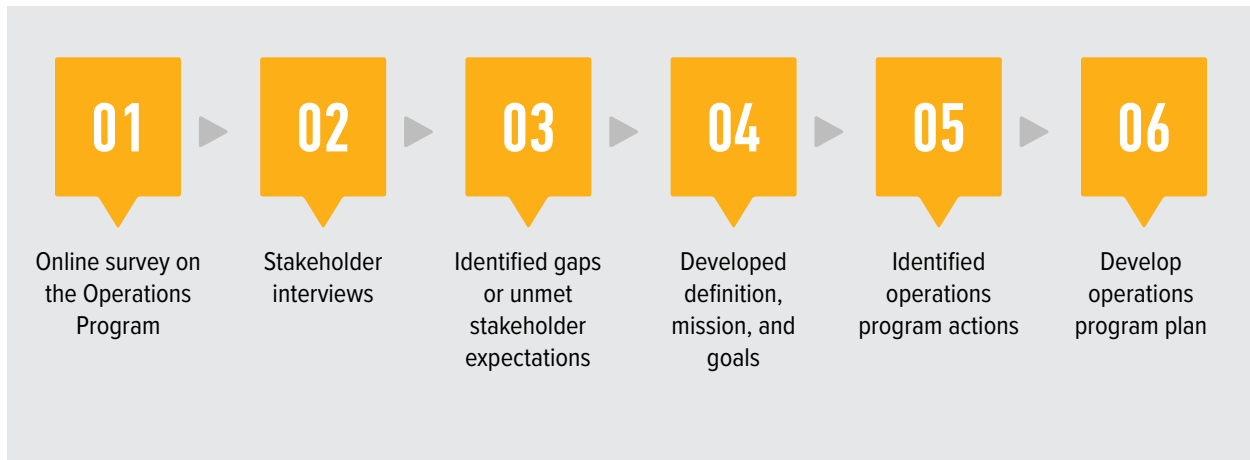 01
Online survey on
the Operations
Program
02
Stakeholder
interviews
03
Identified gaps
or unmet
stakeholder
expectations
04
Developed
definition,
mission, and
goals
05
Identified
operations
program actions
06
Develop
operations
program plan